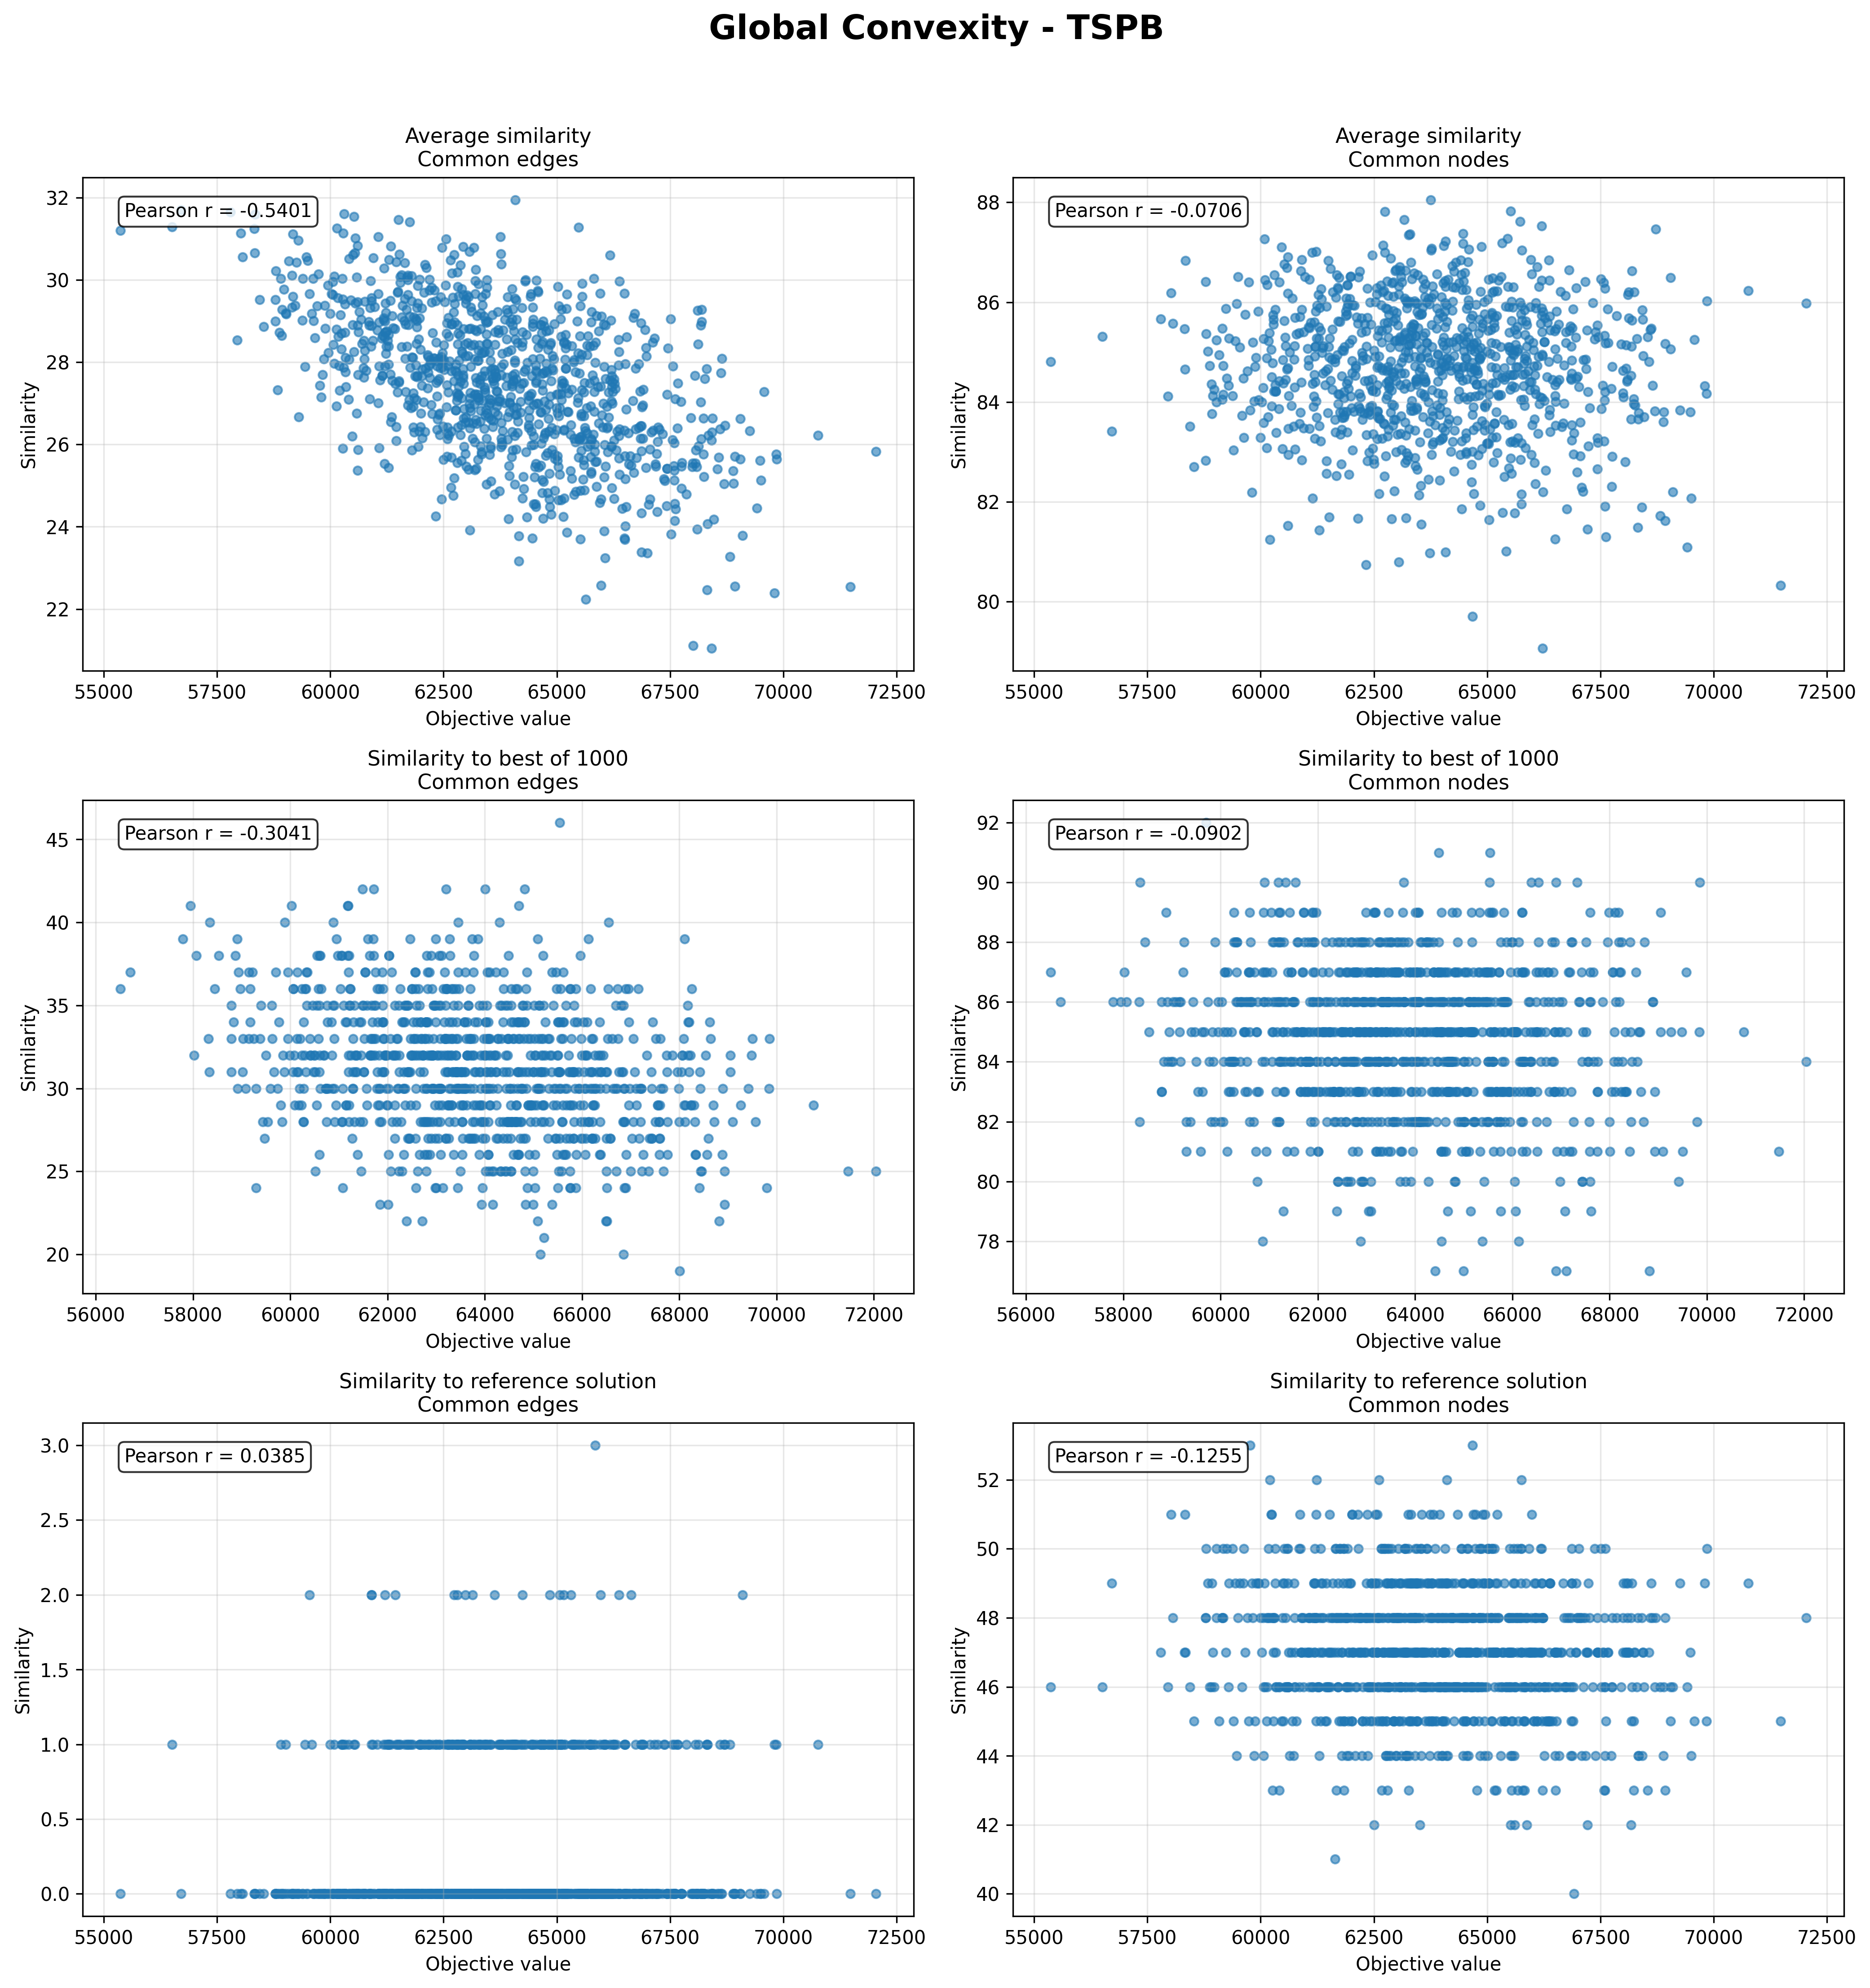 Global Convexity - TSPB
Average similarity
Common edges
Pearson r = -0.5401
32
30
28
26
24
22
Similarity
55000 57500 60000 62500 65000 67500 70000 72500
Objective value
Average similarity
Common nodes
Pearson r = -0.0706
88
86
84
82
80
Similarity
55000 57500 60000 62500 65000 67500 70000 72500
Objective value
Similarity to best of 1000
Common edges
Pearson r = -0.3041
45
40
35
30
25
20
Similarity
56000 58000 60000 62000 64000 66000 68000 70000 72000
Objective value
Similarity to best of 1000
Common nodes
Pearson r = -0.0902
92
90
88
86
84
82
80
78
Similarity
56000 58000 60000 62000 64000 66000 68000 70000 72000
Objective value
Similarity to reference solution
Common edges
Pearson r = 0.0385
3.0
2.5
2.0
1.5
1.0
0.5
0.0
Similarity
55000 57500 60000 62500 65000 67500 70000 72500
Objective value
Similarity to reference solution
Common nodes
Pearson r = -0.1255
52
50
48
46
44
42
40
Similarity
55000 57500 60000 62500 65000 67500 70000 72500
Objective value